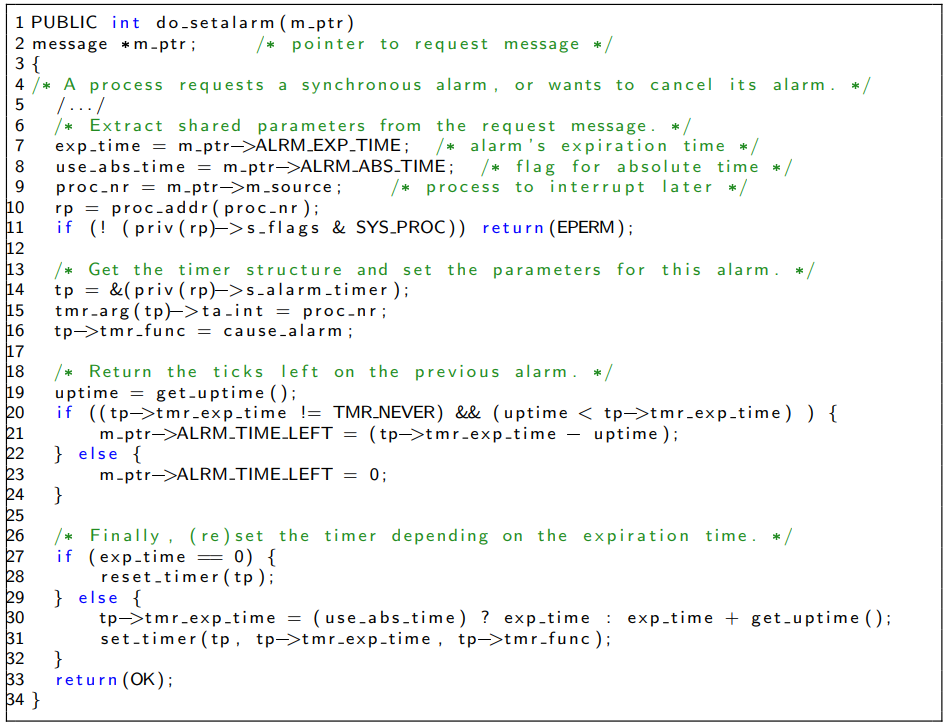 1 PUBLIC int do_setalarm(m_ptr)
2 message *m_ptr;      /* pointer to request message */
3 {
4 /* A process requests a synchronous alarm, or wants to cancel its alarm. */
5   /.../
6   /* Extract shared parameters from the request message. */
7   exp_time = m_ptr->ALRM_EXP_TIME;   /* alarm's expiration time */
8   use_abs_time = m_ptr->ALRM_ABS_TIME;   /* flag for absolute time */
9   proc_nr = m_ptr->m_source;     /* process to interrupt later */
10   rp = proc_addr(proc_nr);
11   if (! (priv(rp)->s_flags & SYS_PROC)) return(EPERM);
12
13   /* Get the timer structure and set the parameters for this alarm. */
14   tp = &(priv(rp)->s_alarm_timer);
15   tmr_arg(tp)->ta_int = proc_nr;
16   tp->tmr_func = cause_alarm;
17
18   /* Return the ticks left on the previous alarm. */
19   uptime = get_uptime();
20   if ((tp->tmr_exp_time != TMR_NEVER) && (uptime < tp->tmr_exp_time) ) {
21       m_ptr->ALRM_TIME_LEFT = (tp->tmr_exp_time - uptime);
22   } else {
23       m_ptr->ALRM_TIME_LEFT = 0;
24   }
25
26   /* Finally, (re)set the timer depending on the expiration time. */
27   if (exp_time == 0) {
28       reset_timer(tp);
29   } else {
30       tp->tmr_exp_time = (use_abs_time) ? exp_time : exp_time + get_uptime();
31       set_timer(tp, tp->tmr_exp_time, tp->tmr_func);
32   }
33   return(OK);
34 }